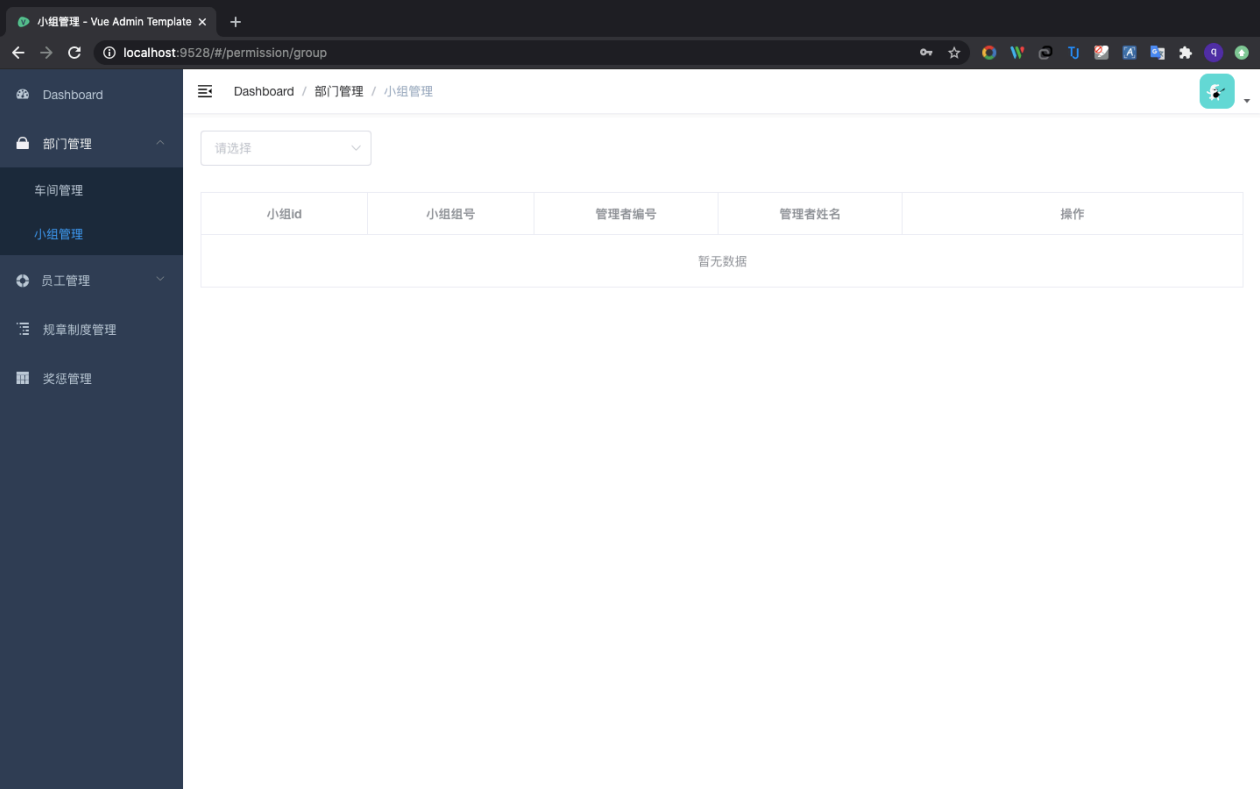 小组管理 - Vue Admin Template
localhost:9528/#/permission/group
Dashboard
部门管理
车间管理
小组管理
员工管理
规章制度管理
奖惩管理
Dashboard / 部门管理 / 小组管理
请选择
小组id 小组组号 管理者编号 管理者姓名 操作
暂无数据